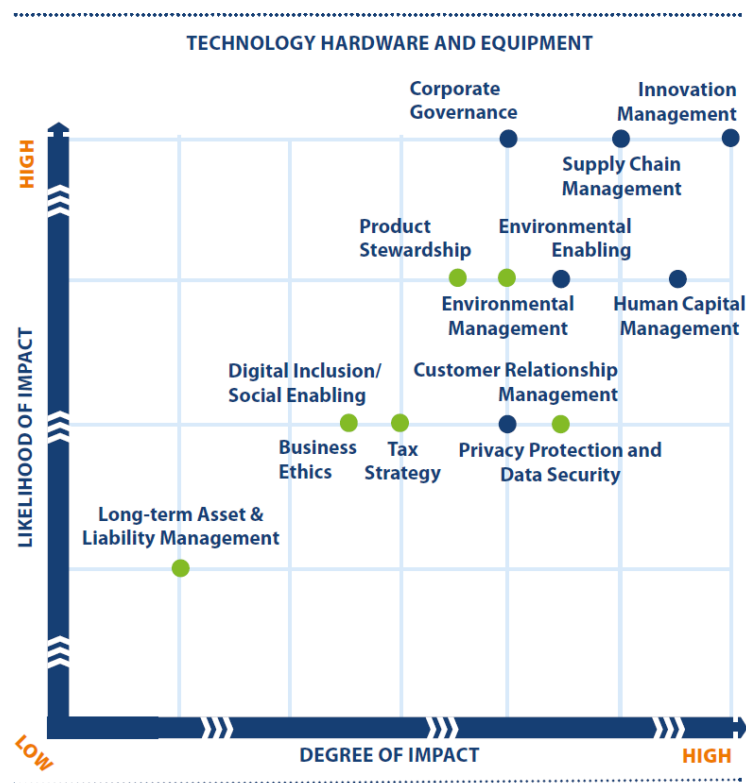 TECHNOLOGY HARDWARE AND EQUIPMENT
Corporate
Governance
Innovation
Management
HIGH
Supply Chain
Management
Product
Stewardship
Environmental
Enabling
Environmental
Management
Human Capital
Management
LIKELIHOOD OF IMPACT
Digital Inclusion/
Social Enabling
Customer Relationship
Management
Business
Ethics
Tax
Strategy
Privacy Protection and
Data Security
Long-term Asset &
Liability Management
LOW
DEGREE OF IMPACT
HIGH